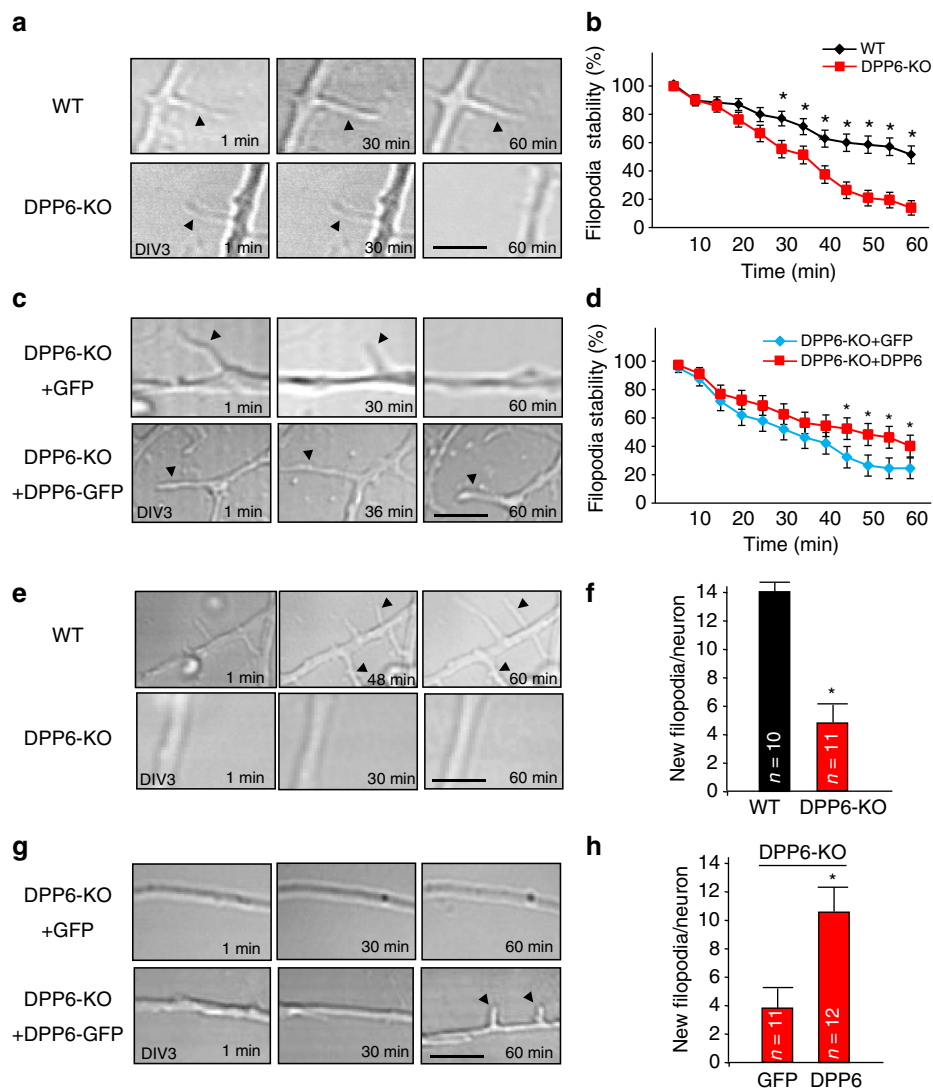 a
WT
1 min
30 min
60 min
DPP6-KO
DIV3
1 min
30 min
60 min
b
WT
DPP6-KO
Filopodia stability (%)
100
80
60
40
20
0
* * * * * * *
10 20 30 40 50 60
Time (min)
c
DPP6-KO
+GFP
1 min
30 min
60 min
DPP6-KO
+DPP6-GFP
DIV3
1 min
36 min
60 min
d
DPP6-KO+GFP
DPP6-KO+DPP6
Filopodia stability (%)
100
80
60
40
20
0
* * * *
10 20 30 40 50 60
Time (min)
e
WT
1 min
48 min
60 min
DPP6-KO
DIV3
1 min
30 min
60 min
f
New filopodia/neuron
14
12
10
8
6
4
2
0
*
n = 10
n = 11
WT DPP6-KO
g
DPP6-KO
+GFP
1 min
30 min
60 min
DPP6-KO
+DPP6-GFP
DIV3
1 min
30 min
60 min
h
DPP6-KO
New filopodia/neuron
14
12
10
8
6
4
2
0
*
n = 11
n = 12
GFP DPP6